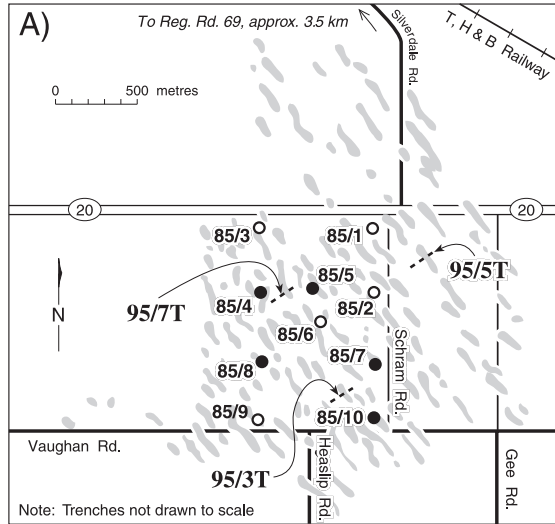 A)
To Reg. Rd. 69, approx. 3.5 km
Silverdale Rd.
T, H & B Railway
0 500 metres
20
20
85/3
85/1
95/5T
85/5
85/4
85/2
95/7T
85/6
N
Schram Rd.
85/8
85/7
85/9
85/10
Vaughan Rd.
95/3T
Heaslip Rd.
Gee Rd.
Note: Trenches not drawn to scale